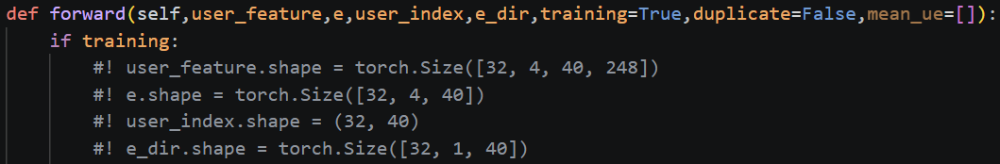 def forward(self,user_feature,e,user_index,e_dir,training=True,duplicate=False,mean_ue=[]):
if training:
#! user_feature.shape = torch.Size([32, 4, 40, 248])
#! e.shape = torch.Size([32, 4, 40])
#! user_index.shape = (32, 40)
#! e_dir.shape = torch.Size([32, 1, 40])